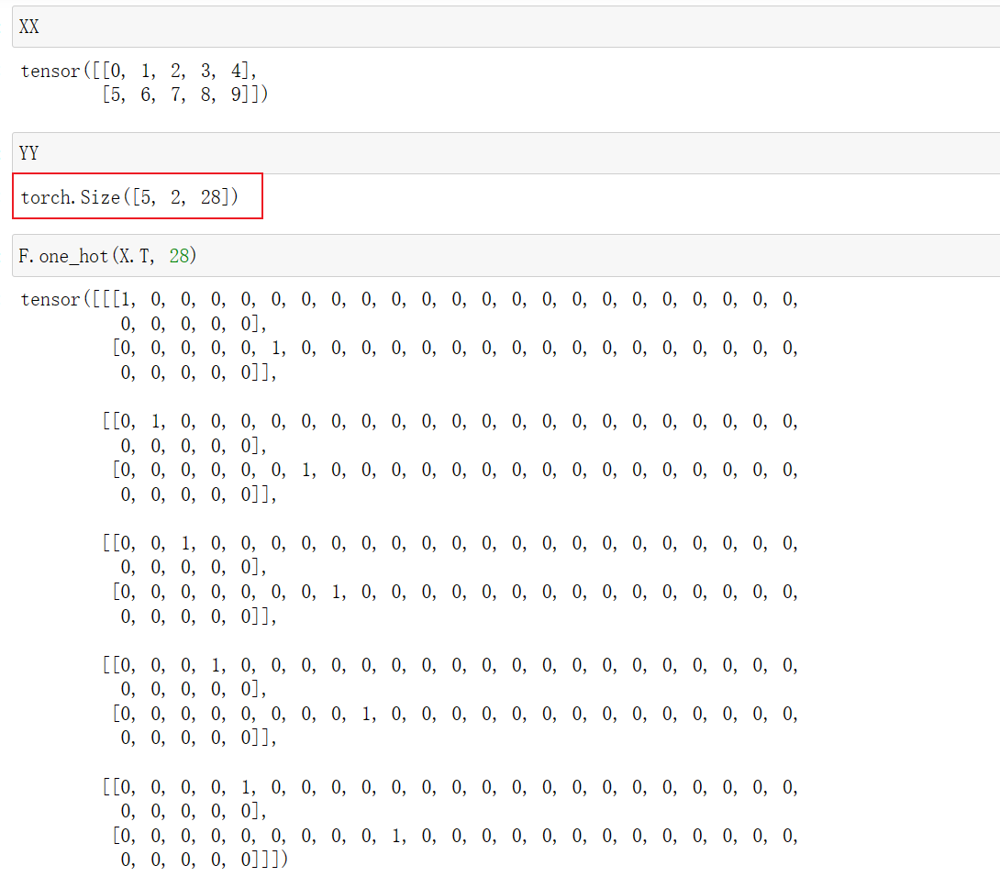 XX
tensor([[0, 1, 2, 3, 4],
[5, 6, 7, 8, 9]])
YY
torch.Size([5, 2, 28])
F.one_hot(X.T, 28)
tensor([[[1, 0, 0, 0, 0, 0, 0, 0, 0, 0, 0, 0, 0, 0, 0, 0, 0, 0, 0, 0, 0, 0, 0,
0, 0, 0, 0, 0],
[0, 0, 0, 0, 0, 1, 0, 0, 0, 0, 0, 0, 0, 0, 0, 0, 0, 0, 0, 0, 0, 0, 0,
0, 0, 0, 0, 0]],
[[0, 1, 0, 0, 0, 0, 0, 0, 0, 0, 0, 0, 0, 0, 0, 0, 0, 0, 0, 0, 0, 0, 0,
0, 0, 0, 0, 0],
[0, 0, 0, 0, 0, 0, 1, 0, 0, 0, 0, 0, 0, 0, 0, 0, 0, 0, 0, 0, 0, 0, 0,
0, 0, 0, 0, 0]],
[[0, 0, 1, 0, 0, 0, 0, 0, 0, 0, 0, 0, 0, 0, 0, 0, 0, 0, 0, 0, 0, 0, 0,
0, 0, 0, 0, 0],
[0, 0, 0, 0, 0, 0, 0, 1, 0, 0, 0, 0, 0, 0, 0, 0, 0, 0, 0, 0, 0, 0, 0,
0, 0, 0, 0, 0]],
[[0, 0, 0, 1, 0, 0, 0, 0, 0, 0, 0, 0, 0, 0, 0, 0, 0, 0, 0, 0, 0, 0, 0,
0, 0, 0, 0, 0],
[0, 0, 0, 0, 0, 0, 0, 0, 1, 0, 0, 0, 0, 0, 0, 0, 0, 0, 0, 0, 0, 0, 0,
0, 0, 0, 0, 0]],
[[0, 0, 0, 0, 1, 0, 0, 0, 0, 0, 0, 0, 0, 0, 0, 0, 0, 0, 0, 0, 0, 0, 0,
0, 0, 0, 0, 0],
[0, 0, 0, 0, 0, 0, 0, 0, 0, 1, 0, 0, 0, 0, 0, 0, 0, 0, 0, 0, 0, 0, 0,
0, 0, 0, 0, 0]]])